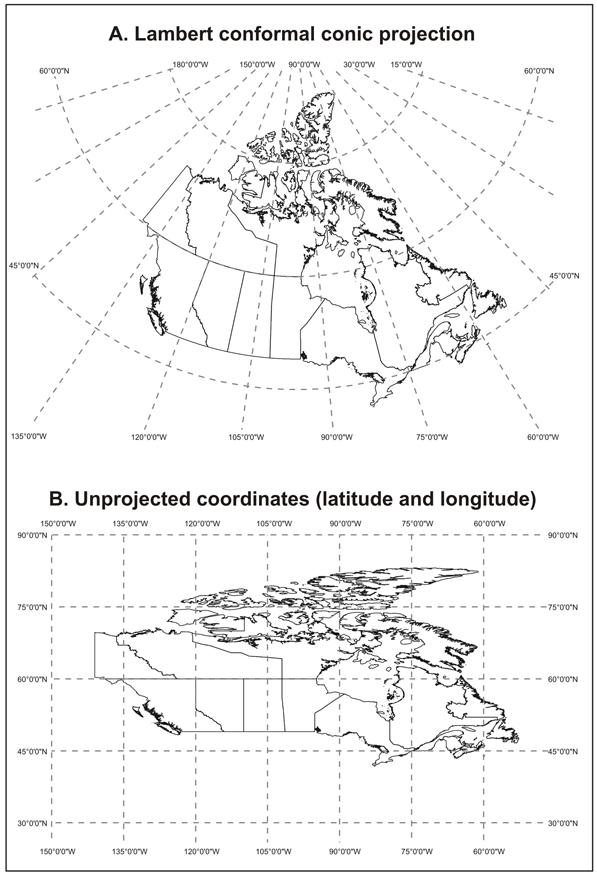 A. Lambert conformal conic projection
180°0'0"W 150°0'0"W 90°0'0"W 30°0'0"W 15°0'0"W
60°0'0"N 60°0'0"N
45°0'0"N 45°0'0"N
135°0'0"W 120°0'0"W 105°0'0"W 90°0'0"W 75°0'0"W 60°0'0"W
B. Unprojected coordinates (latitude and longitude)
150°0'0"W 135°0'0"W 120°0'0"W 105°0'0"W 90°0'0"W 75°0'0"W 60°0'0"W
90°0'0"N 90°0'0"N
75°0'0"N 75°0'0"N
60°0'0"N 60°0'0"N
45°0'0"N 45°0'0"N
30°0'0"N 30°0'0"N
150°0'0"W 135°0'0"W 120°0'0"W 105°0'0"W 90°0'0"W 75°0'0"W 60°0'0"W